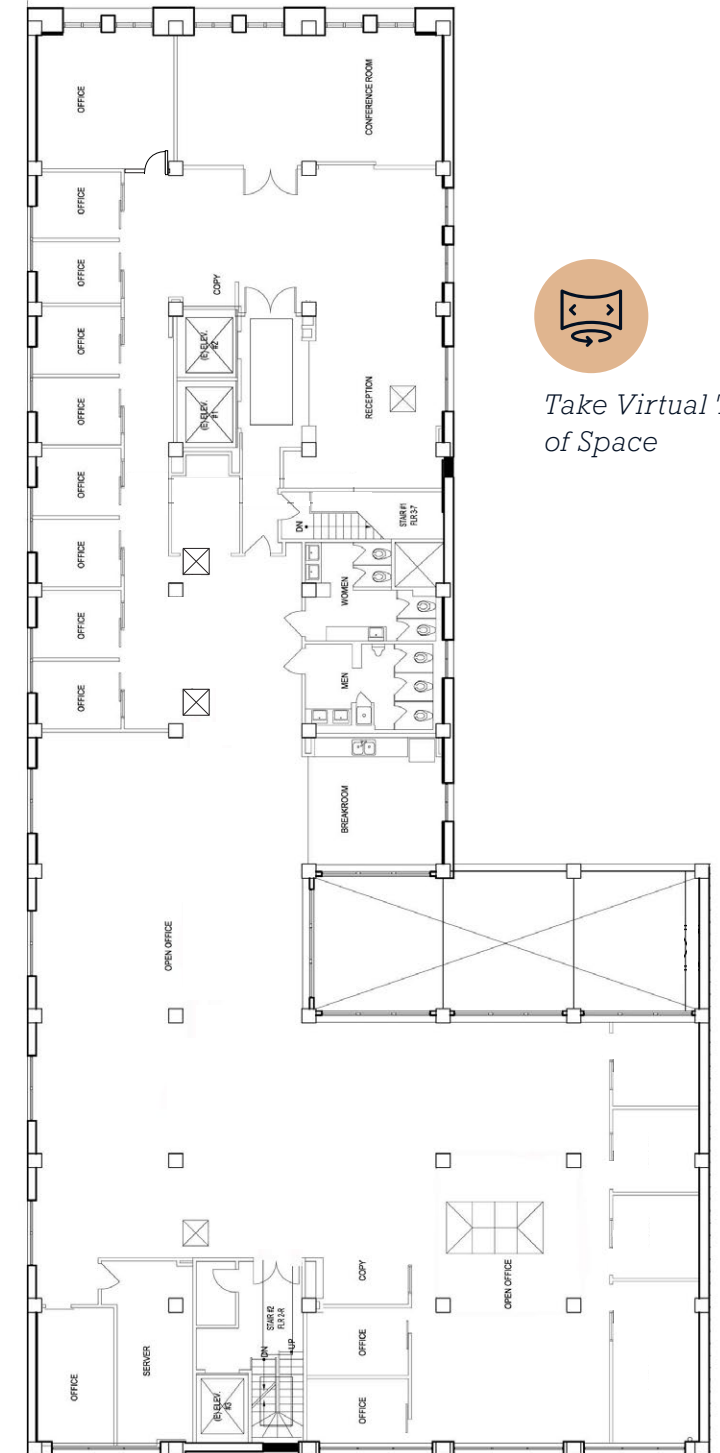 OFFICE
CONFERENCE ROOM
OFFICE
OFFICE
COPY
OFFICE
(E) ELEV.
#2
(E) ELEV.
#1
RECEPTION
OFFICE
OFFICE
DN
STAIR #1
FLR 3-7
OFFICE
WOMEN
OFFICE
MEN
OFFICE
BREAKROOM
OPEN OFFICE
COPY
OPEN OFFICE
STAIR #2
FLR 2-R
UP
DN
OFFICE
SERVER
OFFICE
(E) ELEV.
#3
OFFICE
Take Virtual
of Space